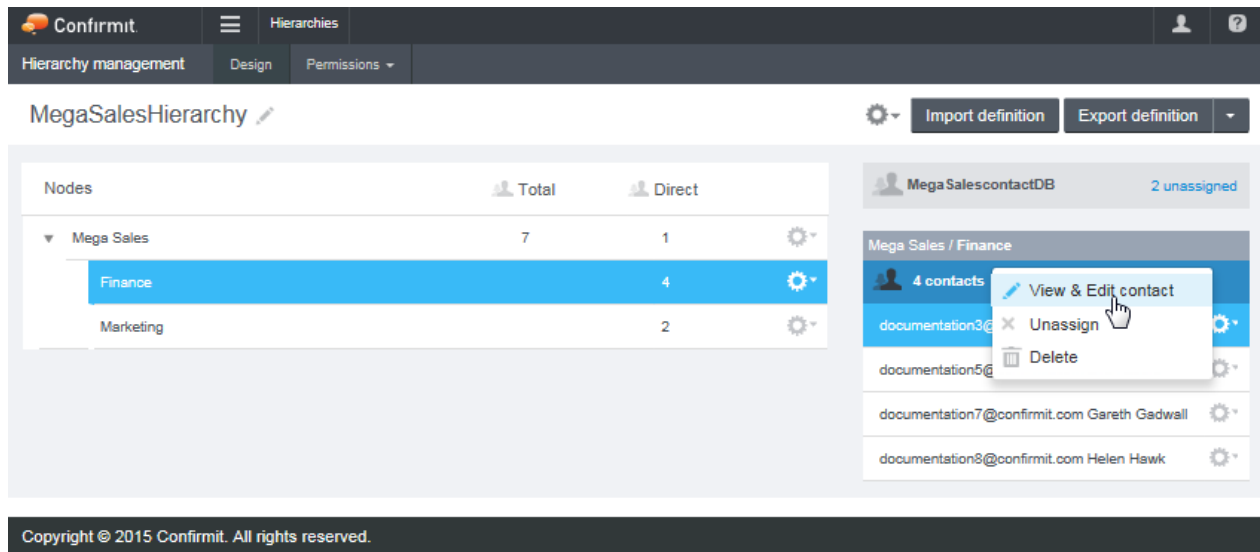 Confirmit. Hierarchies
Hierarchy management Design Permissions
MegaSalesHierarchy Import definition Export definition
Nodes Total Direct
Mega Sales 7 1
Finance 4
Marketing 2
MegaSalescontactDB 2 unassigned
Mega Sales / Finance
4 contacts
View & Edit contact
documentation3@
Unassign
Delete
documentation5@
documentation7@confirmit.com Gareth Gadwall
documentation8@confirmit.com Helen Hawk
Copyright © 2015 Confirmit. All rights reserved.